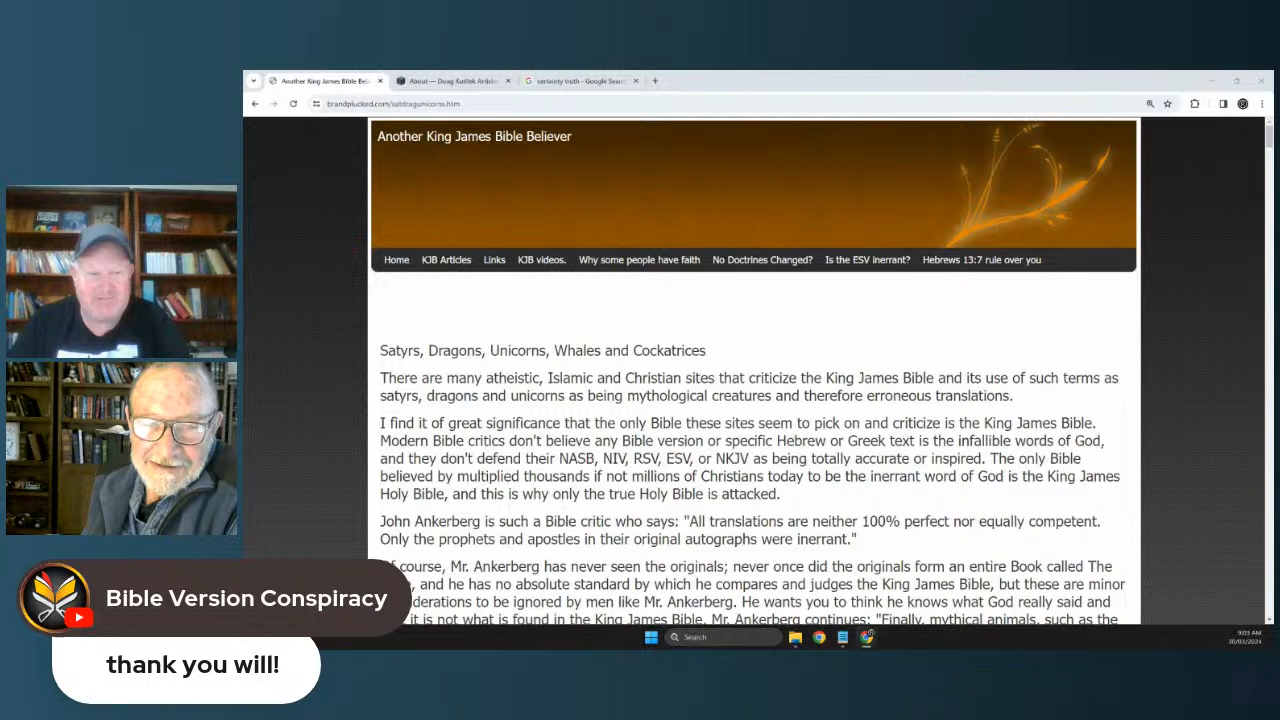 Another King James Bible Beli
About — Doug Kutilek Article
certainty truth - Google Sear
brandplucked.com/satdragunicorns.htm
Another King James Bible Believer
Home KJB Articles Links KJB videos. Why some people have faith No Doctrines Changed? Is the ESV inerrant? Hebrews 13:7 rule over you
Satyrs, Dragons, Unicorns, Whales and Cockatrices
There are many atheistic, Islamic and Christian sites that criticize the King James Bible and its use of such terms as
satyrs, dragons and unicorns as being mythological creatures and therefore erroneous translations.
I find it of great significance that the only Bible these sites seem to pick on and criticize is the King James Bible.
Modern Bible critics don't believe any Bible version or specific Hebrew or Greek text is the infallible words of God,
and they don't defend their NASB, NIV, RSV, ESV, or NKJV as being totally accurate or inspired. The only Bible
believed by multiplied thousands if not millions of Christians today to be the inerrant word of God is the King James
Holy Bible, and this is why only the true Holy Bible is attacked.
John Ankerberg is such a Bible critic who says: "All translations are neither 100% perfect nor equally competent.
Only the prophets and apostles in their original autographs were inerrant."
f course, Mr. Ankerberg has never seen the originals; never once did the originals form an entire Book called The
, and he has no absolute standard by which he compares and judges the King James Bible, but these are minor
iderations to be ignored by men like Mr. Ankerberg. He wants you to think he knows what God really said and
it is not what is found in the King James Bible. Mr. Ankerberg continues: "Finally, mythical animals, such as the
Search
9:03 AM
30/03/2024
Bible Version Conspiracy
thank you will!